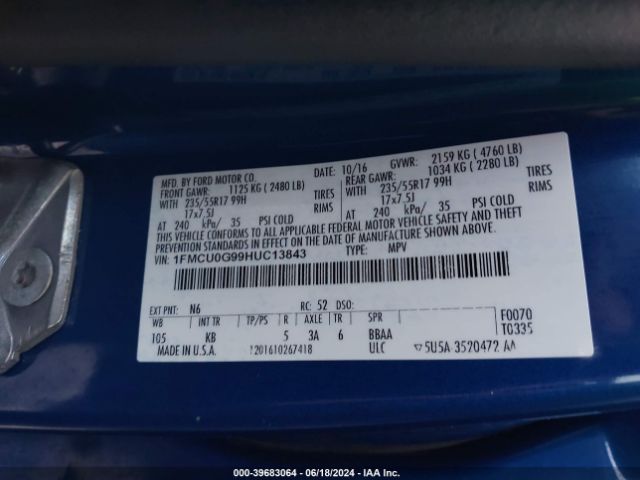 MFD. BY FORD MOTOR CO.
DATE: 10/16
GVWR: 2159 KG ( 4760 LB)
FRONT GAWR: 1125 KG ( 2480 LB)
REAR GAWR: 1034 KG ( 2280 LB)
WITH 235/55R17 99H TIRES
WITH 235/55R17 99H TIRES
17x7.5J RIMS
17x7.5J RIMS
AT 240 kPa/ 35 PSI COLD
AT 240 kPa/ 35 PSI COLD
THIS VEHICLE CONFORMS TO ALL APPLICABLE FEDERAL MOTOR VEHICLE SAFETY AND THEFT
PREVENTION STANDARDS IN EFFECT ON THE DATE OF MANUFACTURE SHOWN ABOVE.
VIN: 1FMCU0G99HUC13843
TYPE: MPV
EXT PNT: N6 RC: 52 DSO:
WB INT TR TP/PS R AXLE TR SPR
F0070
105 KB 5 3A 6 BBAA
T0335
MADE IN U.S.A. 1201610267418 ULC 5U5A 3520472 AA
000-39683064 - 06/18/2024 - IAA Inc.